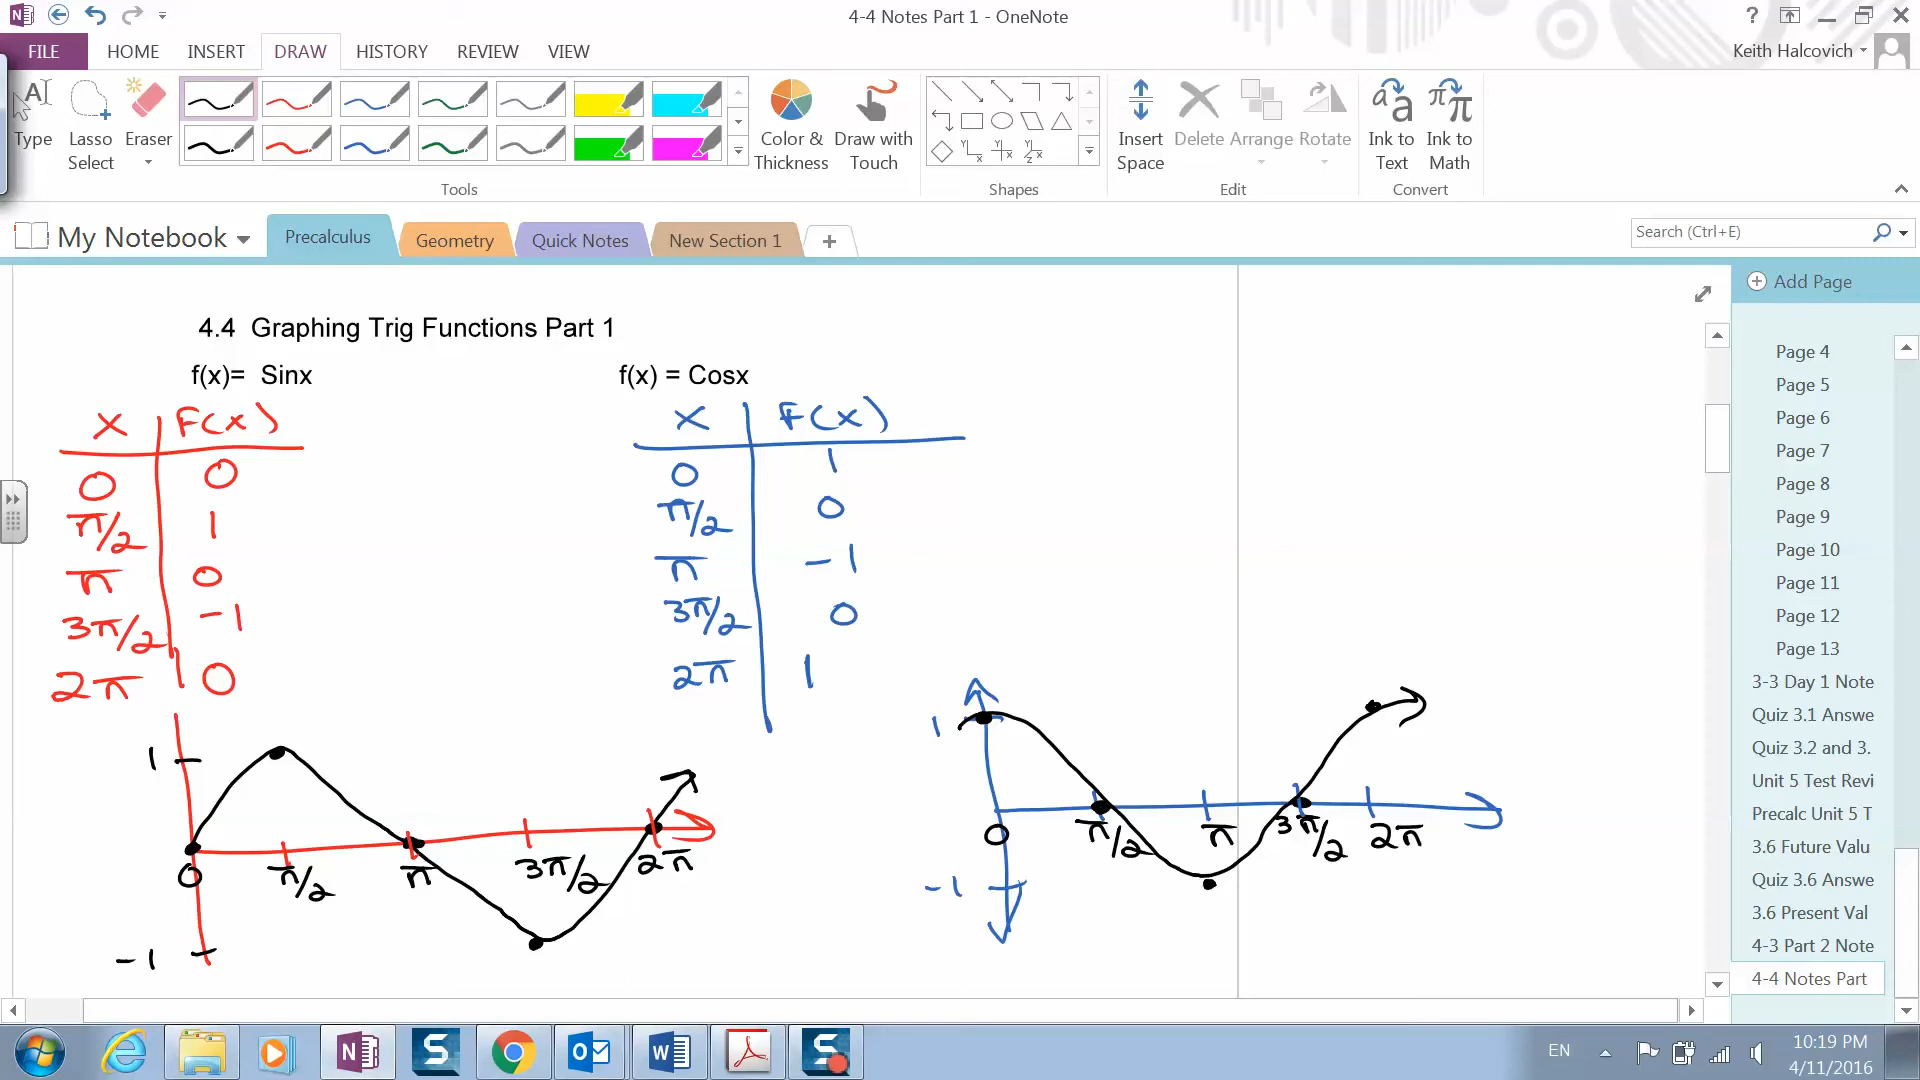 4-4 Notes Part 1 - OneNote
?
FILE HOME INSERT DRAW HISTORY REVIEW VIEW
Keith Halcovich
Type
Lasso Select
Eraser
Color & Thickness
Draw with Touch
Insert Space
Delete
Arrange
Rotate
Ink to Text
Ink to Math
Tools
Shapes
Edit
Convert
My Notebook
Precalculus
Geometry
Quick Notes
New Section 1
+
Search (Ctrl+E)
4.4 Graphing Trig Functions Part 1
f(x)= Sinx
x F(x)
0 0
π/2 1
π 0
3π/2 -1
2π 0
1
0 π/2 π 3π/2 2π
-1
f(x) = Cosx
x F(x)
0 1
π/2 0
π -1
3π/2 0
2π 1
1
0 π/2 π 3π/2 2π
-1
Add Page
Page 4
Page 5
Page 6
Page 7
Page 8
Page 9
Page 10
Page 11
Page 12
Page 13
3-3 Day 1 Note
Quiz 3.1 Answe
Quiz 3.2 and 3.
Unit 5 Test Revi
Precalc Unit 5 T
3.6 Future Valu
Quiz 3.6 Answe
3.6 Present Val
4-3 Part 2 Note
4-4 Notes Part
EN
10:19 PM
4/11/2016